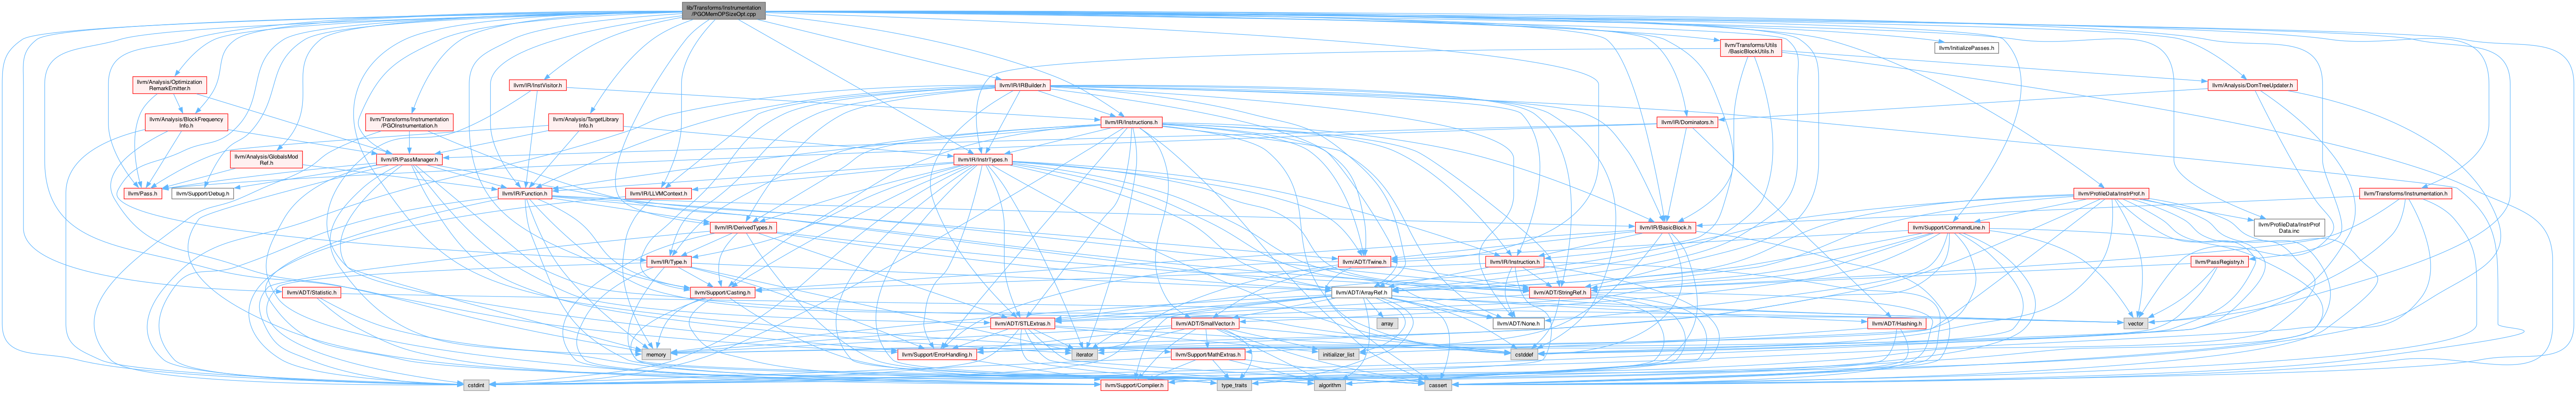 lib/Transforms/Instrumentation
/PGOMemOPSizeOpt.cpp
llvm/Transforms/Utils
/BasicBlockUtils.h
llvm/InitializePasses.h
llvm/Analysis/Optimization
RemarkEmitter.h
llvm/IR/InstVisitor.h
llvm/IR/IRBuilder.h
llvm/Analysis/DomTreeUpdater.h
llvm/Analysis/BlockFrequency
Info.h
llvm/Transforms/Instrumentation
/PGOInstrumentation.h
llvm/Analysis/TargetLibrary
Info.h
llvm/IR/Instructions.h
llvm/IR/Dominators.h
llvm/Analysis/GlobalsMod
Ref.h
llvm/IR/PassManager.h
llvm/IR/InstrTypes.h
llvm/Pass.h
llvm/Support/Debug.h
llvm/IR/Function.h
llvm/IR/LLVMContext.h
llvm/ProfileData/InstrProf.h
llvm/Transforms/Instrumentation.h
llvm/IR/DerivedTypes.h
llvm/IR/BasicBlock.h
llvm/Support/CommandLine.h
llvm/ProfileData/InstrProf
Data.inc
llvm/IR/Type.h
llvm/ADT/Twine.h
llvm/IR/Instruction.h
llvm/PassRegistry.h
llvm/ADT/Statistic.h
llvm/Support/Casting.h
llvm/ADT/ArrayRef.h
llvm/ADT/StringRef.h
llvm/ADT/STLExtras.h
array
llvm/ADT/SmallVector.h
llvm/ADT/None.h
llvm/ADT/Hashing.h
vector
memory
llvm/Support/ErrorHandling.h
iterator
llvm/Support/MathExtras.h
initializer_list
cstddef
cstdint
llvm/Support/Compiler.h
type_traits
algorithm
cassert